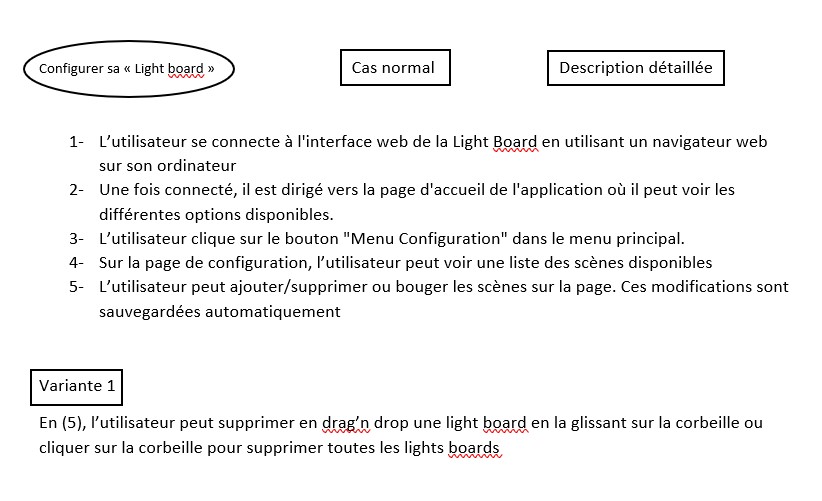 Configurer sa « Light board »
Cas normal
Description détaillée
1- L’utilisateur se connecte à l'interface web de la Light Board en utilisant un navigateur web
sur son ordinateur
2- Une fois connecté, il est dirigé vers la page d'accueil de l'application où il peut voir les
différentes options disponibles.
3- L’utilisateur clique sur le bouton "Menu Configuration" dans le menu principal.
4- Sur la page de configuration, l’utilisateur peut voir une liste des scènes disponibles
5- L’utilisateur peut ajouter/supprimer ou bouger les scènes sur la page. Ces modifications sont
sauvegardées automatiquement
Variante 1
En (5), l’utilisateur peut supprimer en drag’n drop une light board en la glissant sur la corbeille ou
cliquer sur la corbeille pour supprimer toutes les lights boards